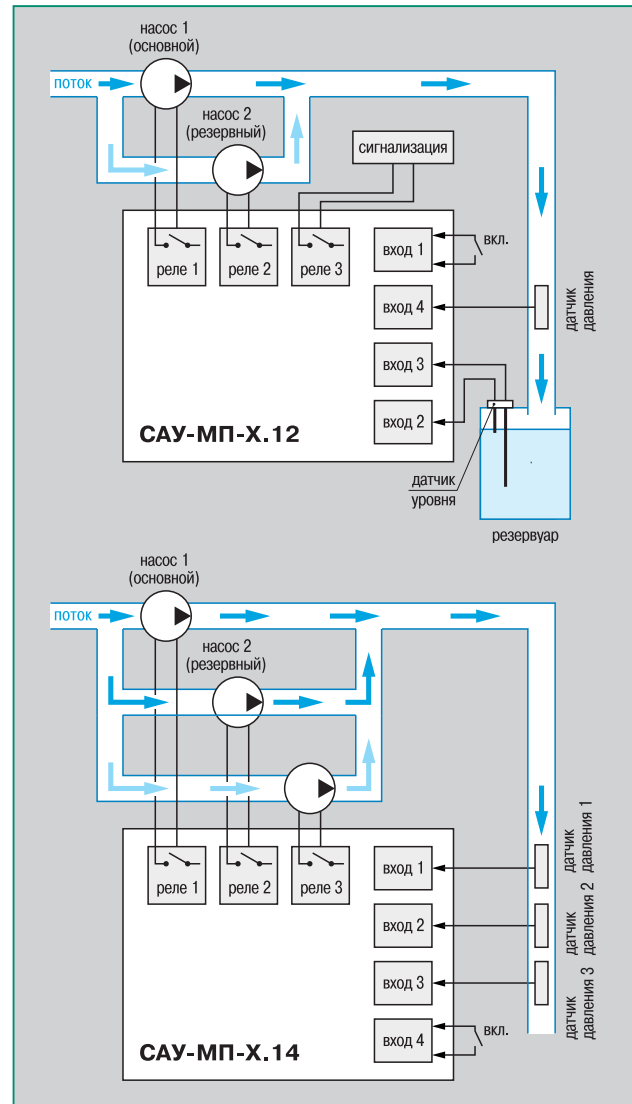 насос 1
(основной)
поток
насос 2
(резервный)
сигнализация
реле 1
реле 2
реле 3
вход 1
вкл.
вход 4
датчик
давления
вход 3
вход 2
САУ-МП-Х.12
датчик
уровня
резервуар
насос 1
(основной)
поток
насос 2
(резервный)
реле 1
реле 2
реле 3
вход 1
датчик
давления 1
вход 2
датчик
давления 2
вход 3
датчик
давления 3
вход 4
вкл.
САУ-МП-Х.14